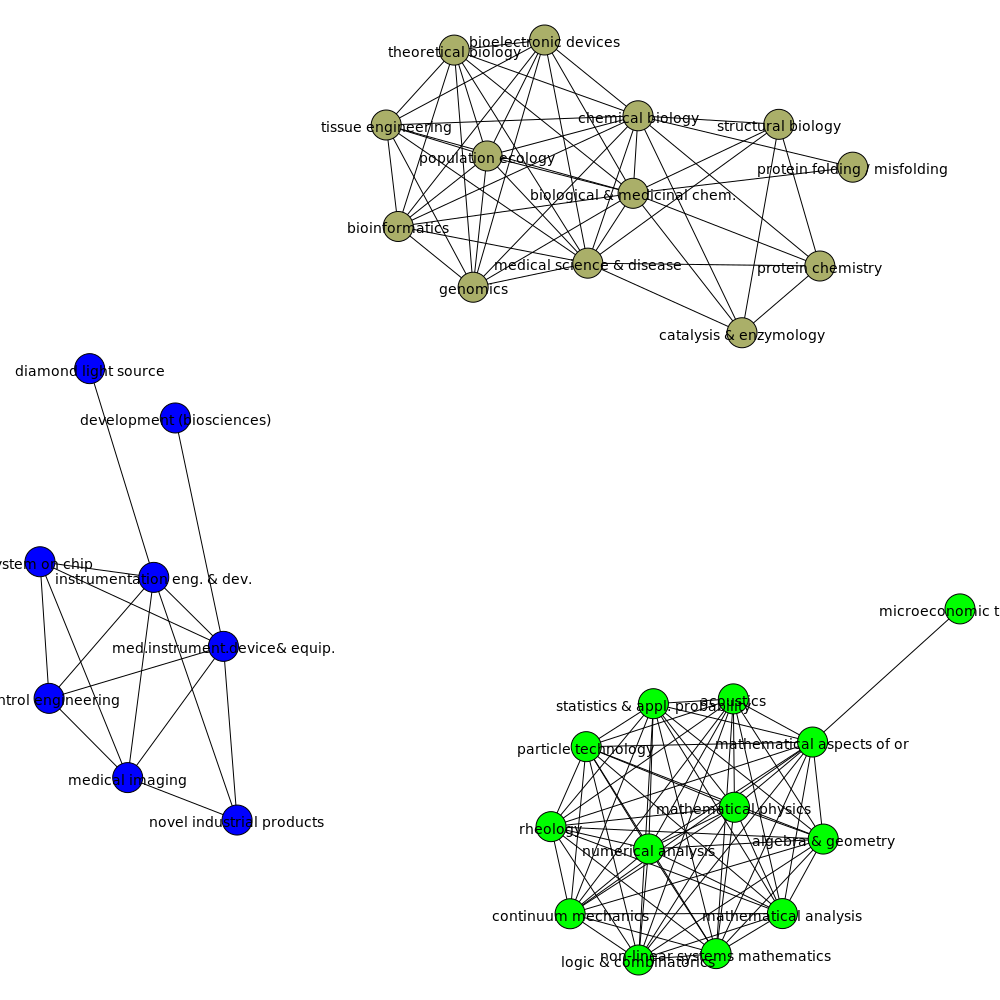 bioelectronic devices
theoretical biology
chemical biology
structural biology
tissue engineering
population ecology
protein folding / misfolding
biological & medicinal chem.
bioinformatics
medical science & disease
protein chemistry
genomics
catalysis & enzymology
diamond light source
development (biosciences)
ystem on chip
instrumentation eng. & dev.
med.instrument.device& equip.
ntrol engineering
medical imaging
novel industrial products
microeconomic t
acoustics
statistics & appl. probability
mathematical aspects of or
particle technology
mathematical physics
rheology
algebra & geometry
numerical analysis
continuum mechanics
mathematical analysis
non-linear systems mathematics
logic & combinatorics